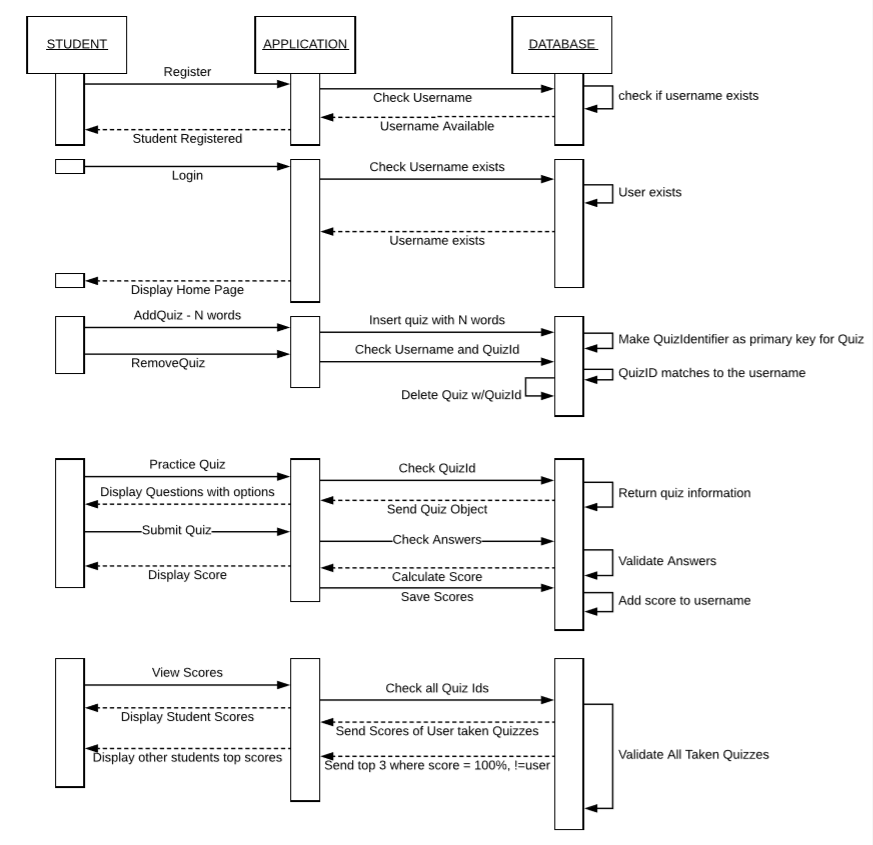 STUDENT
APPLICATION
DATABASE
Register
Check Username
check if username exists
Username Available
Student Registered
Login
Check Username exists
User exists
Username exists
Display Home Page
AddQuiz - N words
Insert quiz with N words
Make QuizIdentifier as primary key for Quiz
RemoveQuiz
Check Username and QuizId
QuizID matches to the username
Delete Quiz w/QuizId
Practice Quiz
Check QuizId
Display Questions with options
Return quiz information
Send Quiz Object
Submit Quiz
Check Answers
Validate Answers
Display Score
Calculate Score
Save Scores
Add score to username
View Scores
Check all Quiz Ids
Display Student Scores
Send Scores of User taken Quizzes
Display other students top scores
Send top 3 where score = 100%, !=user
Validate All Taken Quizzes